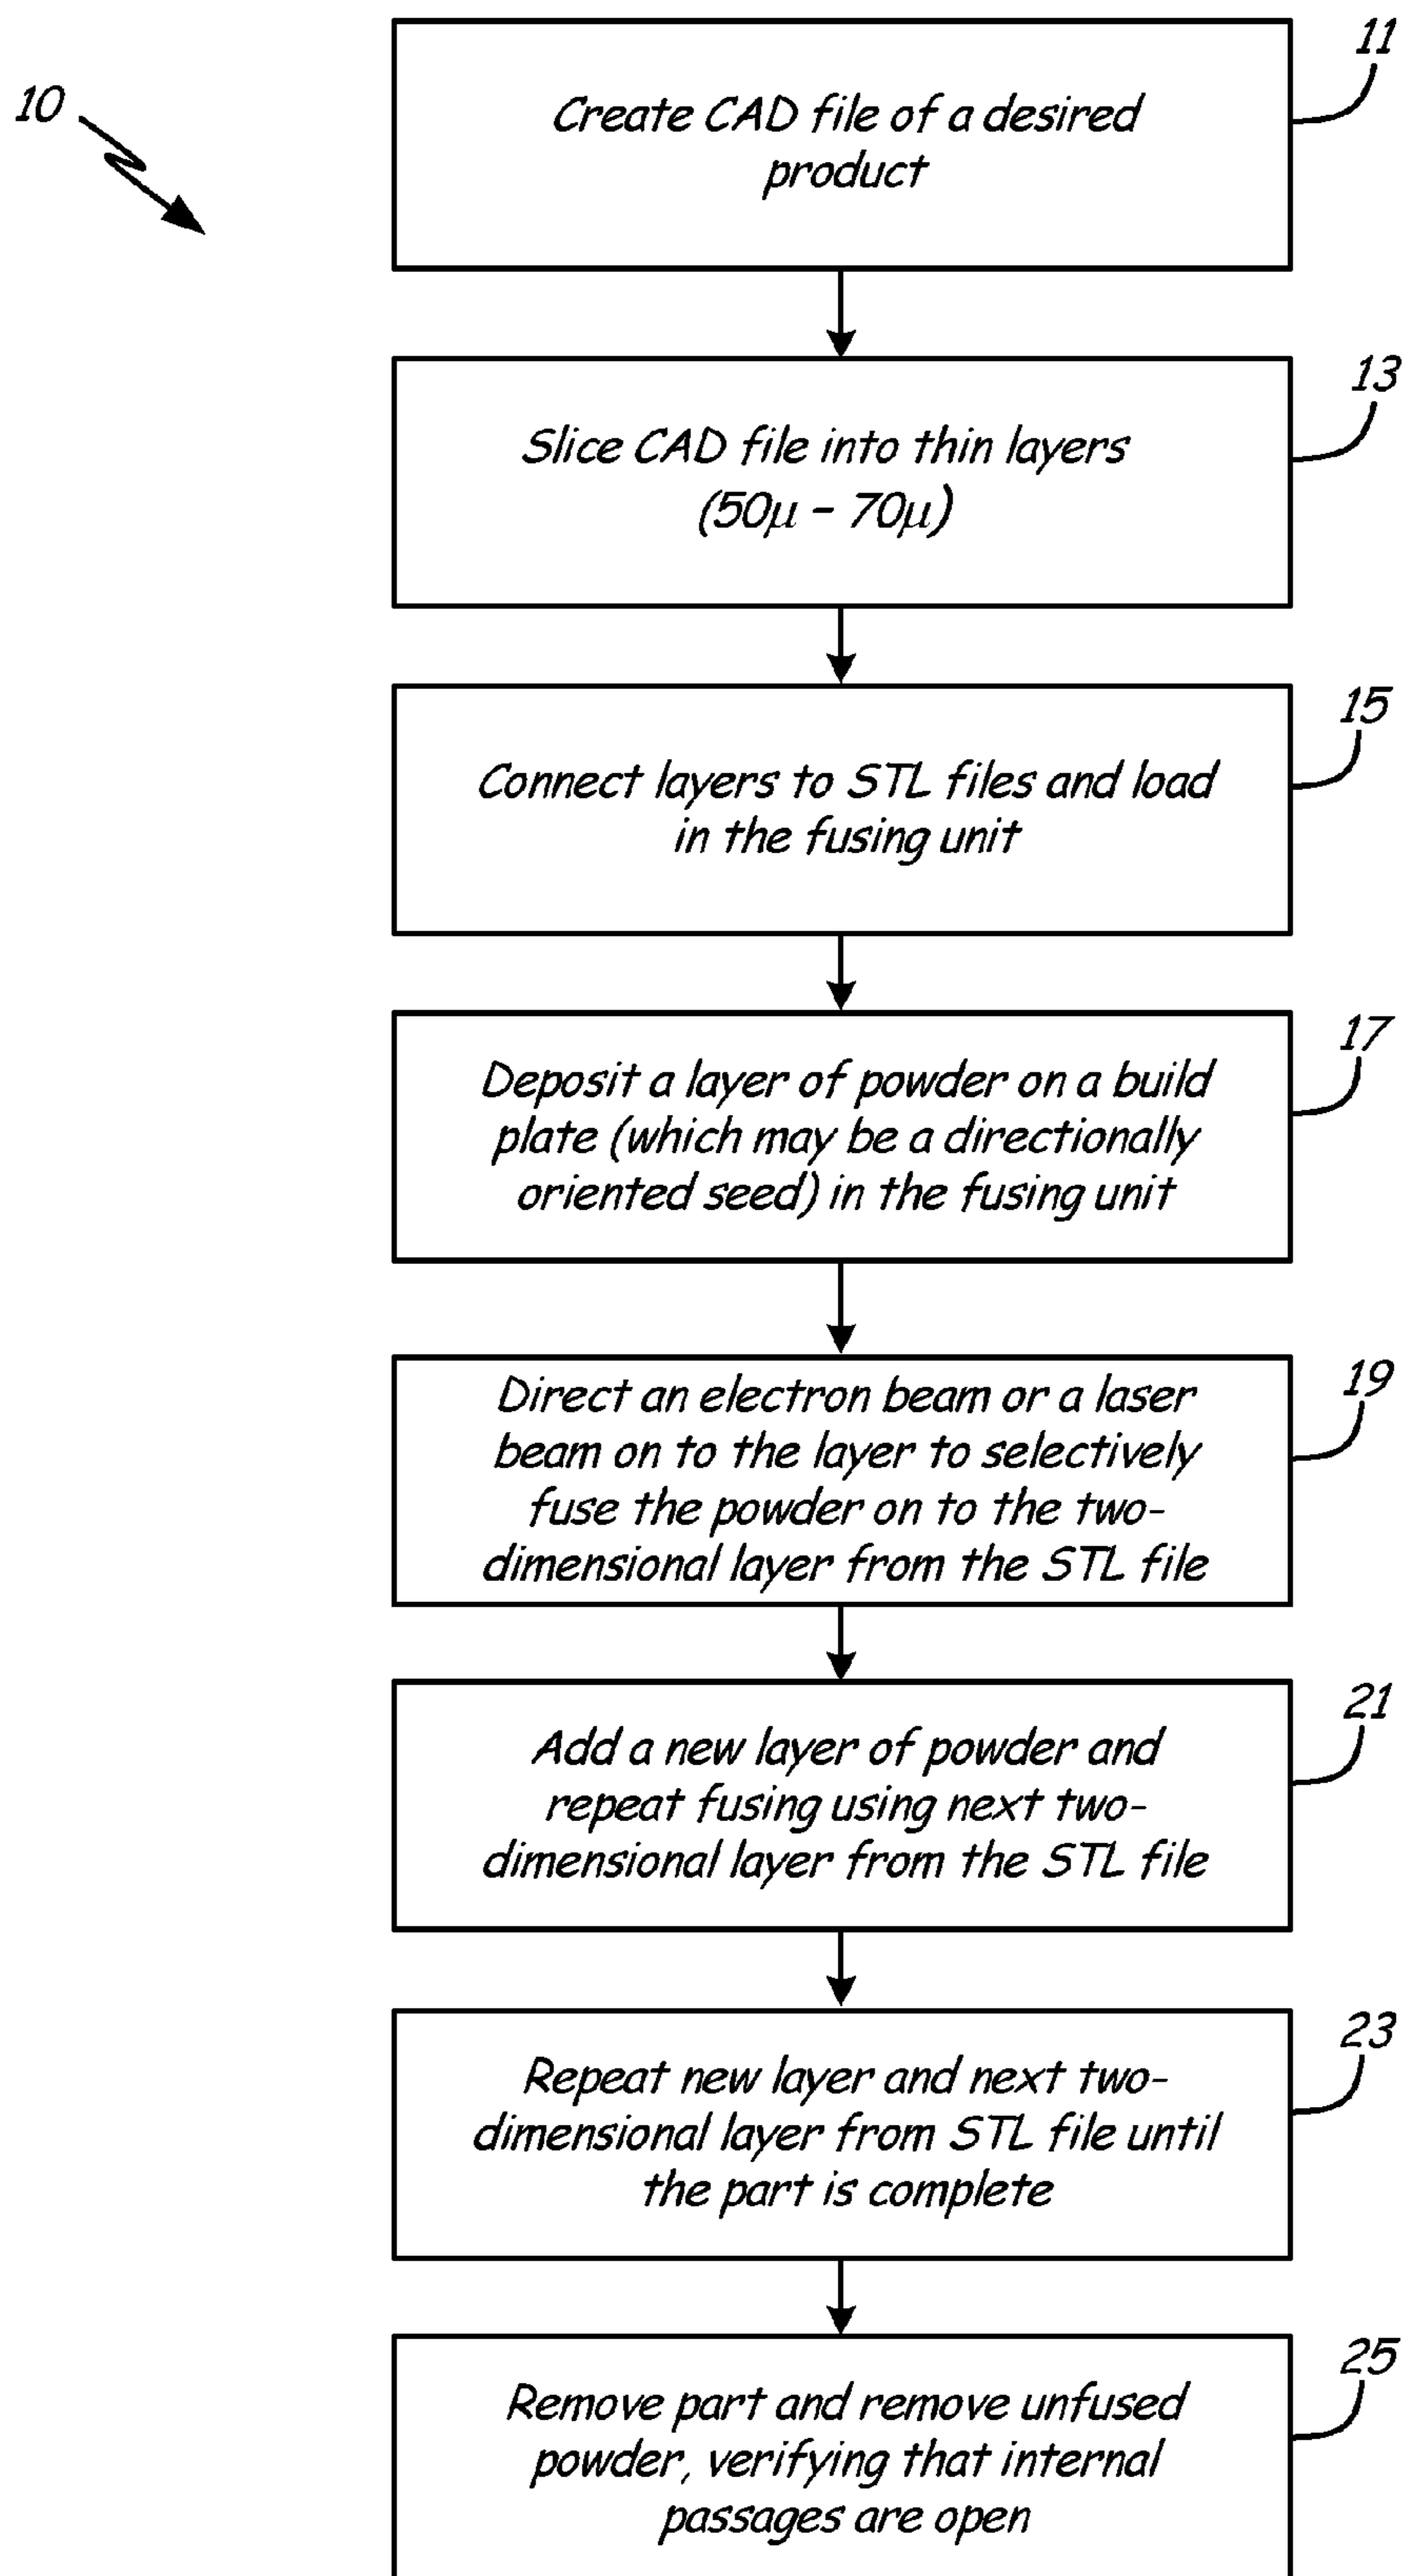 10
11
Create CAD file of a desired
product
13
Slice CAD file into thin layers
(50μ – 70μ)
15
Connect layers to STL files and load
in the fusing unit
17
Deposit a layer of powder on a build
plate (which may be a directionally
oriented seed) in the fusing unit
19
Direct an electron beam or a laser
beam on to the layer to selectively
fuse the powder on to the two-
dimensional layer from the STL file
21
Add a new layer of powder and
repeat fusing using next two-
dimensional layer from the STL file
23
Repeat new layer and next two-
dimensional layer from STL file until
the part is complete
25
Remove part and remove unfused
powder, verifying that internal
passages are open